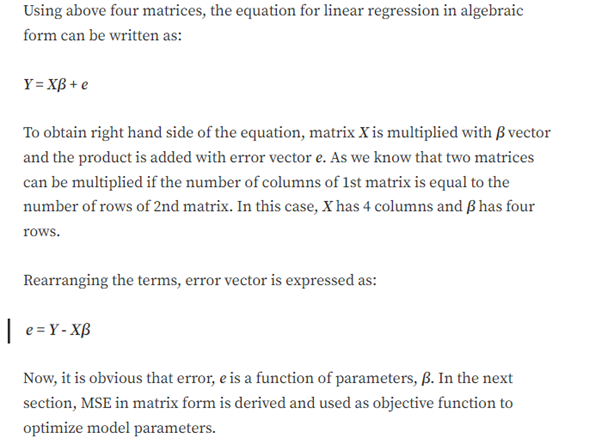 Using above four matrices, the equation for linear regression in algebraic
form can be written as:
Y = Xβ + e
To obtain right hand side of the equation, matrix X is multiplied with β vector
and the product is added with error vector e. As we know that two matrices
can be multiplied if the number of columns of 1st matrix is equal to the
number of rows of 2nd matrix. In this case, X has 4 columns and β has four
rows.
Rearranging the terms, error vector is expressed as:
e = Y - Xβ
Now, it is obvious that error, e is a function of parameters, β. In the next
section, MSE in matrix form is derived and used as objective function to
optimize model parameters.